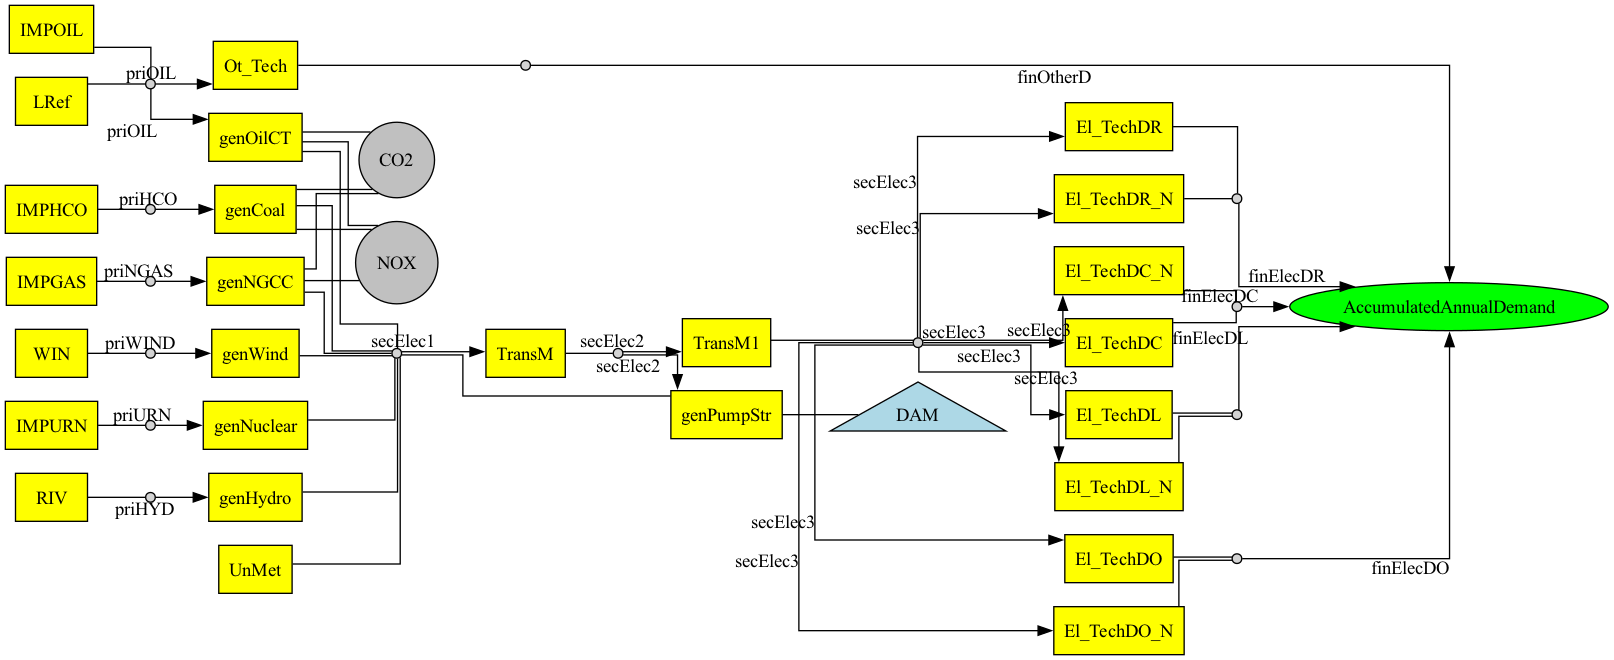 IMPOIL
LRef
priOIL
priOIL
Ot_Tech
genOilCT
IMPHCO
priHCO
genCoal
IMPGAS
priNGAS
genNGCC
WIN
priWIND
genWind
IMPURN
priURN
genNuclear
RIV
priHYD
genHydro
UnMet
CO2
NOX
secElec1
TransM
secElec2
secElec2
TransM1
genPumpStr
DAM
finOtherD
secElec3
secElec3
secElec3
secElec3
secElec3
secElec3
secElec3
secElec3
El_TechDR
El_TechDR_N
El_TechDC_N
El_TechDC
El_TechDL
El_TechDL_N
El_TechDO
El_TechDO_N
finElecDR
finElecDC
finElecDL
finElecDO
AccumulatedAnnualDemand